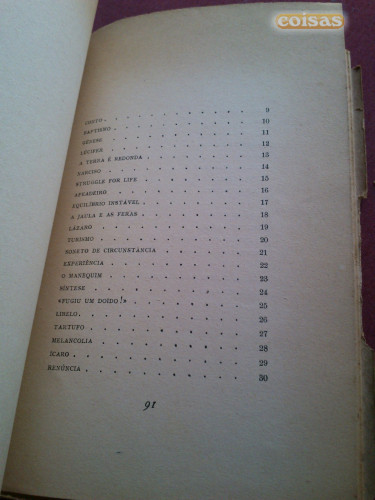 coisas
. . . 9
BAPTISMO . . . 10
. . . 11
LÚCIFER . . . 12
A TERRA É REDONDA . . . 13
NARCISO . . . 14
STRUGGLE FOR LIFE . . . 15
. . . 16
EQUILÍBRIO INSTÁVEL . . . 17
A JAULA E AS FERAS . . . 18
LÁZARO . . . 19
TURISMO . . . 20
SONETO DE CIRCUNSTÂNCIA . . . 21
EXPERIÊNCIA . . . 22
O MANEQUIM . . . 23
SÍNTESE . . . 24
«FUGIU UM DOIDO!» . . . 25
LIBELO . . . 26
TARTUFO . . . 27
MELANCOLIA . . . 28
ÍCARO . . . 29
RENÚNCIA . . . 30
91